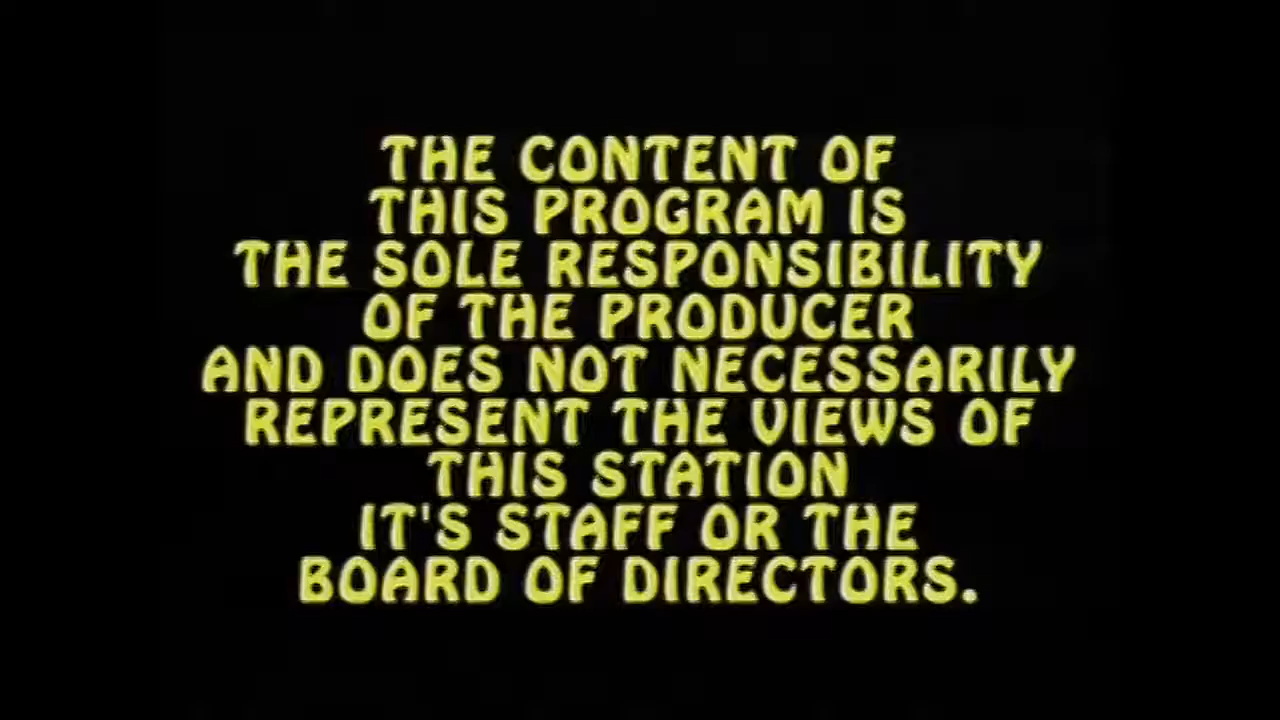 THE CONTENT OF
THIS PROGRAM IS
THE SOLE RESPONSIBILITY
OF THE PRODUCER
AND DOES NOT NECESSARILY
REPRESENT THE VIEWS OF
THIS STATION
IT'S STAFF OR THE
BOARD OF DIRECTORS.